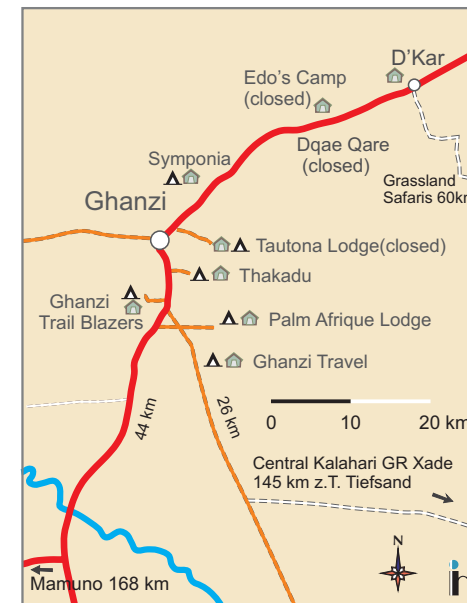 D'Kar
Edo's Camp
(closed)
Dqae Qare
(closed)
Symponia
Grassland
Safaris 60km
Ghanzi
Tautona Lodge(closed)
Thakadu
Ghanzi
Trail Blazers
Palm Afrique Lodge
Ghanzi Travel
44 km
26 km
0 10 20 km
Central Kalahari GR Xade
145 km z.T. Tiefsand
N
Mamuno 168 km